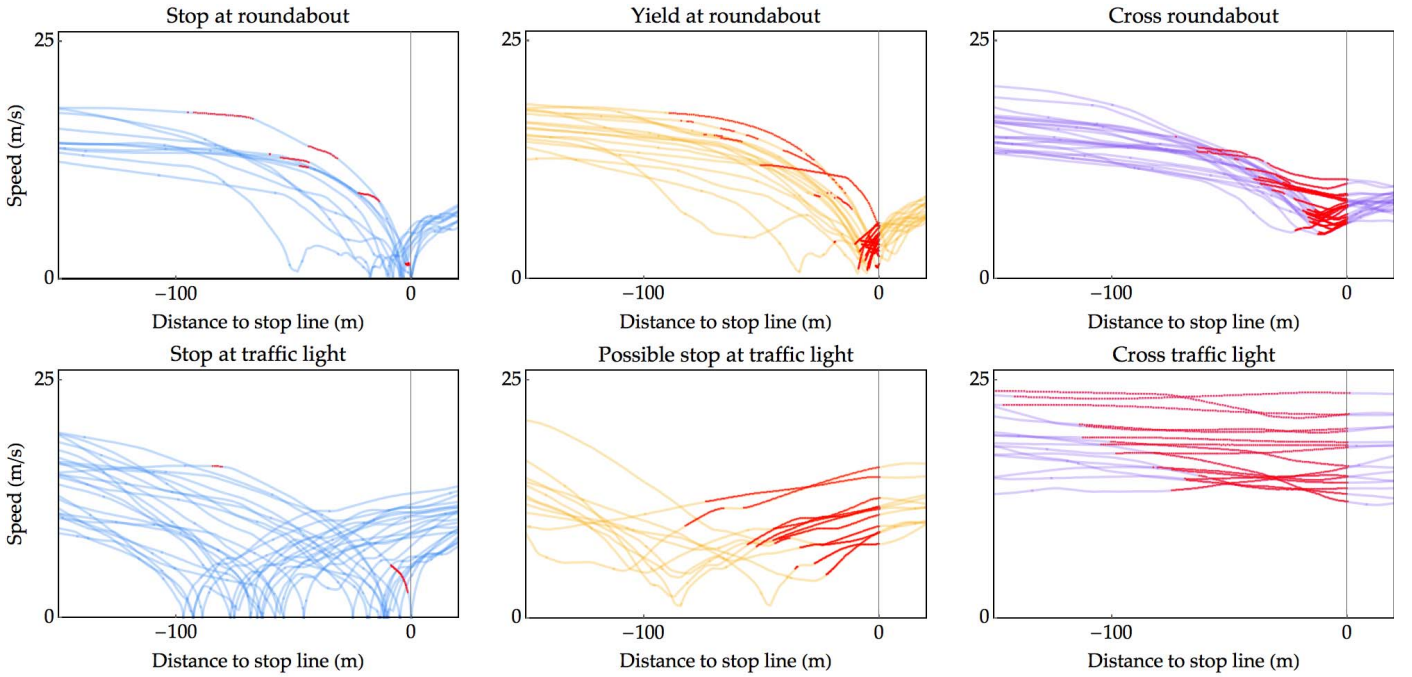 Stop at roundabout
Yield at roundabout
Cross roundabout
25
25
25
Speed (m/s)
0
0
0
−100
0
−100
0
−100
0
Distance to stop line (m)
Distance to stop line (m)
Distance to stop line (m)
Stop at traffic light
Possible stop at traffic light
Cross traffic light
25
25
25
Speed (m/s)
0
0
0
−100
0
−100
0
−100
0
Distance to stop line (m)
Distance to stop line (m)
Distance to stop line (m)